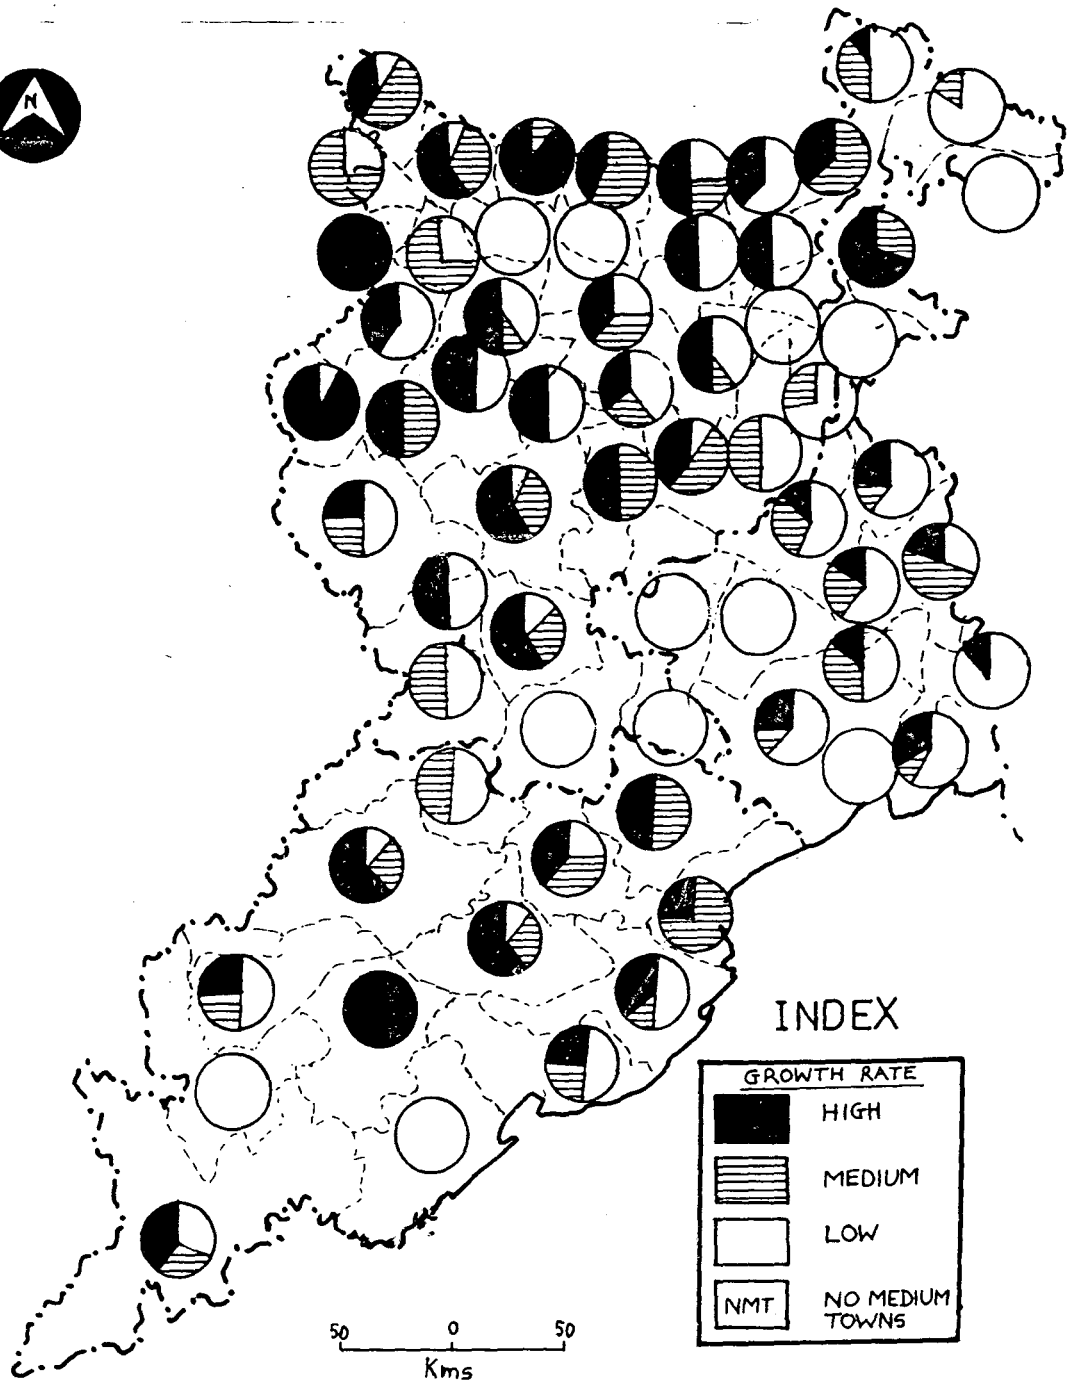 N
INDEX
GROWTH RATE
HIGH
MEDIUM
LOW
NMT
NO MEDIUM
TOWNS
50 0 50
Kms